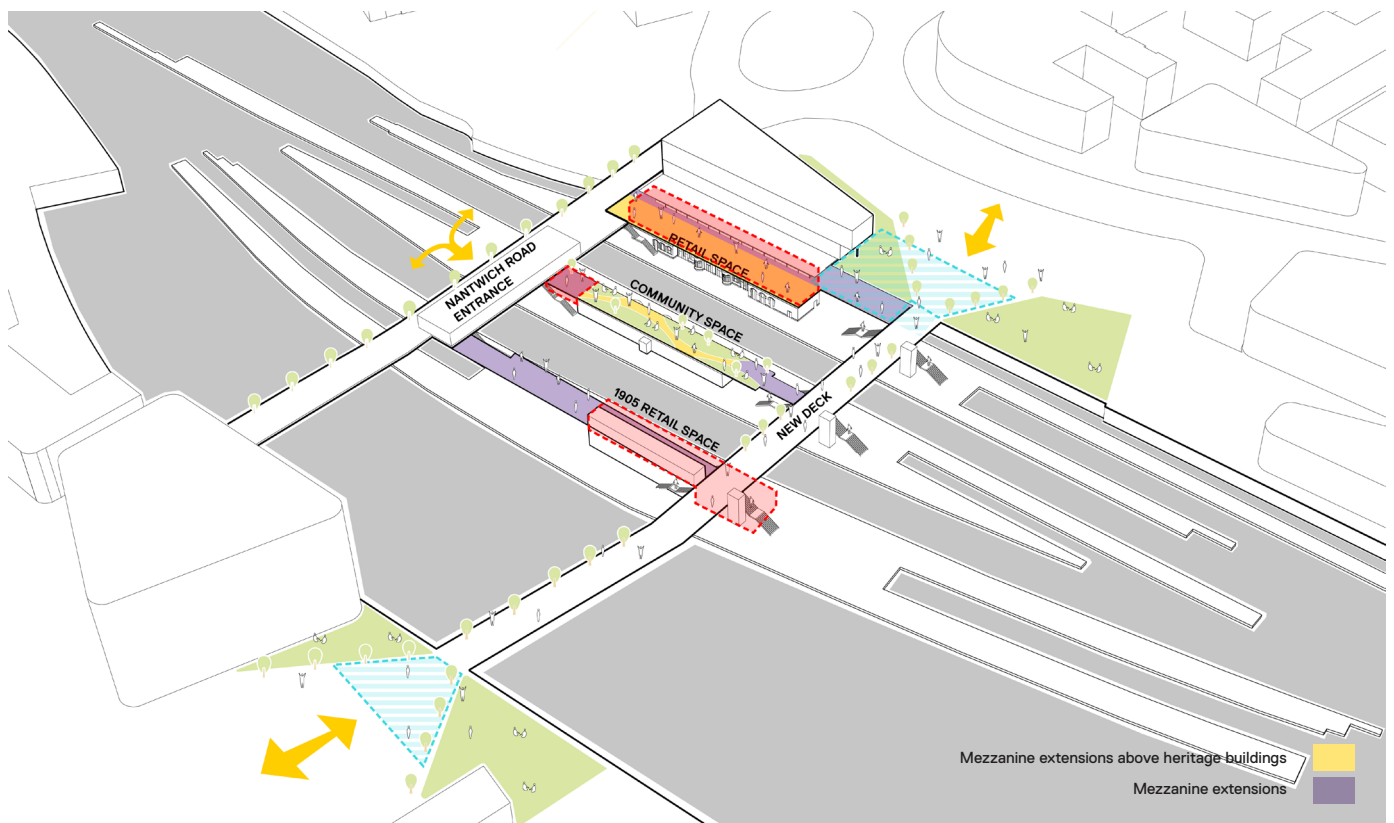 RETAIL SPACE
NANTWICH ROAD
ENTRANCE
COMMUNITY SPACE
1905 RETAIL SPACE
NEW DECK
Mezzanine extensions above heritage buildings
Mezzanine extensions